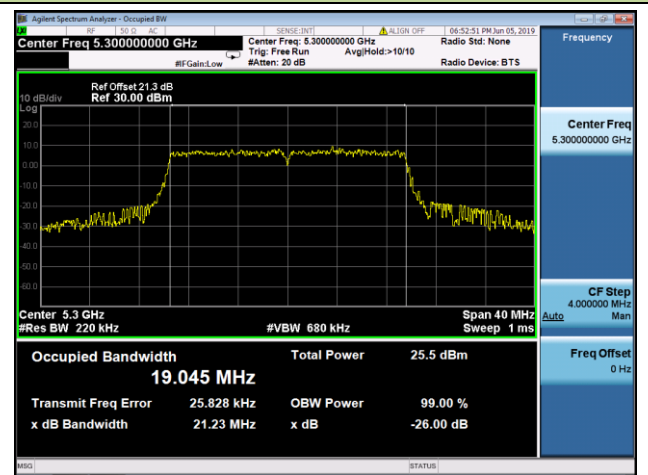 Agilent Spectrum Analyzer - Occupied BW
RF 50 Ω AC SENSE:INT ALIGN OFF 06:52:51 PM Jun 05, 2019
Center Freq 5.300000000 GHz Center Freq: 5.300000000 GHz Radio Std: None
Trig: Free Run Avg|Hold:>10/10
#IFGain:Low #Atten: 20 dB Radio Device: BTS
Frequency
Ref Offset 21.3 dB
10 dB/div Ref 30.00 dBm
Log
20.0
10.0
0.00
-10.0
-20.0
-30.0
-40.0
-50.0
-60.0
Center Freq
5.300000000 GHz
Center 5.3 GHz Span 40 MHz
#Res BW 220 kHz #VBW 680 kHz Sweep 1 ms
CF Step
4.000000 MHz
Auto Man
Occupied Bandwidth Total Power 25.5 dBm
19.045 MHz
Transmit Freq Error 25.828 kHz OBW Power 99.00 %
x dB Bandwidth 21.23 MHz x dB -26.00 dB
Freq Offset
0 Hz
MSG STATUS